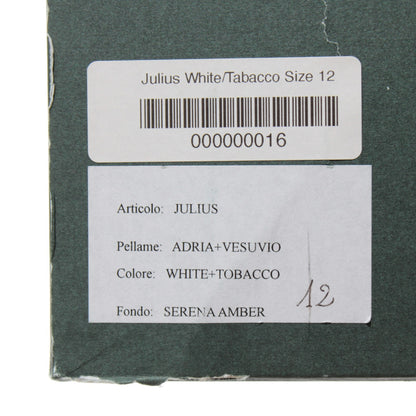 Julius White/Tabacco Size 12
000000016
Articolo: JULIUS
Pellame: ADRIA+VESUVIO
Colore: WHITE+TOBACCO
12
Fondo: SERENA AMBER